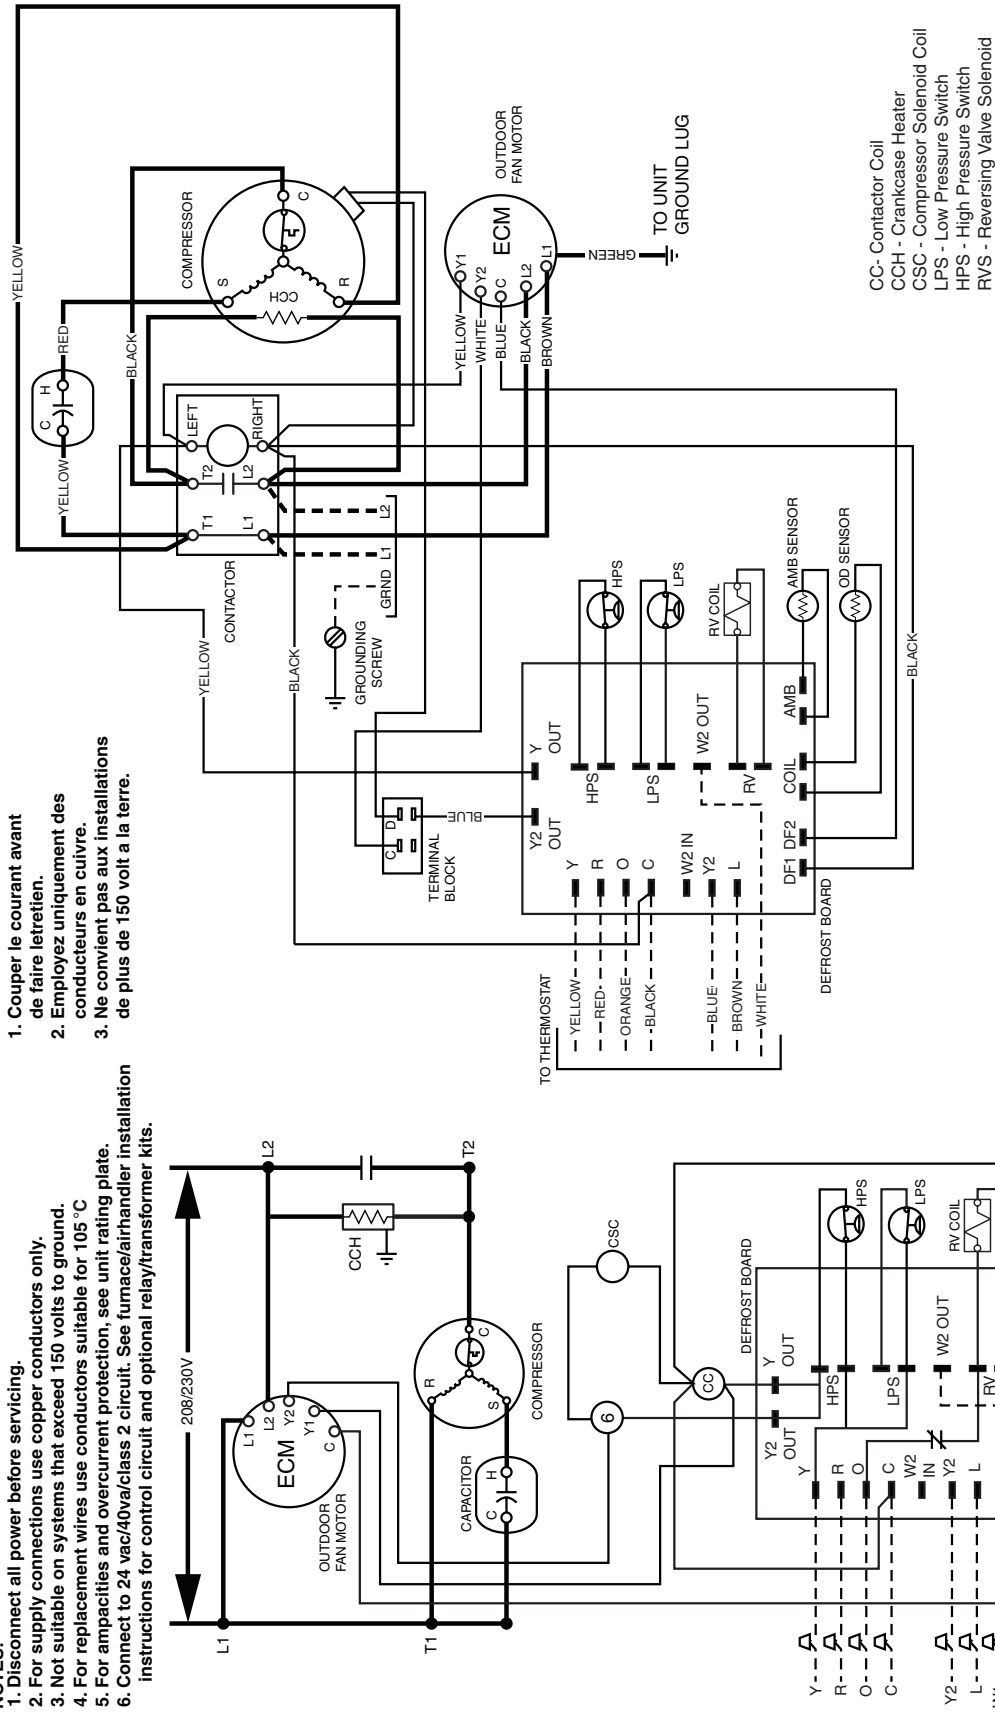 NOTES:
1. Disconnect all power before servicing.
2. For supply connections use copper conductors only.
3. Not suitable on systems that exceed 150 volts to ground.
4. For replacement wires use conductors suitable for 105 °C
5. For ampacities and overcurrent protection, see unit rating plate.
6. Connect to 24 vac/40va/class 2 circuit. See furnace/airhandler installation
instructions for control circuit and optional relay/transformer kits.
1. Couper le courant avant
de faire letretien.
2. Employez uniquement des
conducteurs en cuivre.
3. Ne convient pas aux installations
de plus de 150 volt a la terre.
YELLOW
C
H
RED
YELLOW
BLACK
COMPRESSOR
S
C
R
CCH
LEFT
RIGHT
T2
L2
T1
L1
CONTACTOR
L2
L1
GRND
GROUNDING
SCREW
YELLOW
BLACK
OUTDOOR
FAN MOTOR
ECM
Y1
Y2
C
L2
L1
YELLOW
WHITE
BLUE
BLACK
BROWN
GREEN
TO UNIT
GROUND LUG
C
D
TERMINAL
BLOCK
BLUE
Y
OUT
Y2
OUT
HPS
LPS
W2 OUT
RV
HPS
LPS
RV COIL
AMB SENSOR
OD SENSOR
AMB
COIL
DF2
DF1
BLACK
Y
R
O
C
W2 IN
Y2
L
DEFROST BOARD
TO THERMOSTAT
YELLOW
RED
ORANGE
BLACK
BLUE
BROWN
WHITE
CC- Contactor Coil
CCH - Crankcase Heater
CSC - Compressor Solenoid Coil
LPS - Low Pressure Switch
HPS - High Pressure Switch
RVS - Reversing Valve Solenoid
208/230V
L1
L2
T1
T2
CCH
L1
L2
Y2
Y1
C
ECM
OUTDOOR
FAN MOTOR
R
C
S
COMPRESSOR
CAPACITOR
C
H
CSC
6
CC
DEFROST BOARD
Y
OUT
Y2
OUT
HPS
LPS
W2 OUT
RV
HPS
LPS
RV COIL
Y
R
O
C
W2
IN
Y2
L
Y
R
O
C
Y2
L